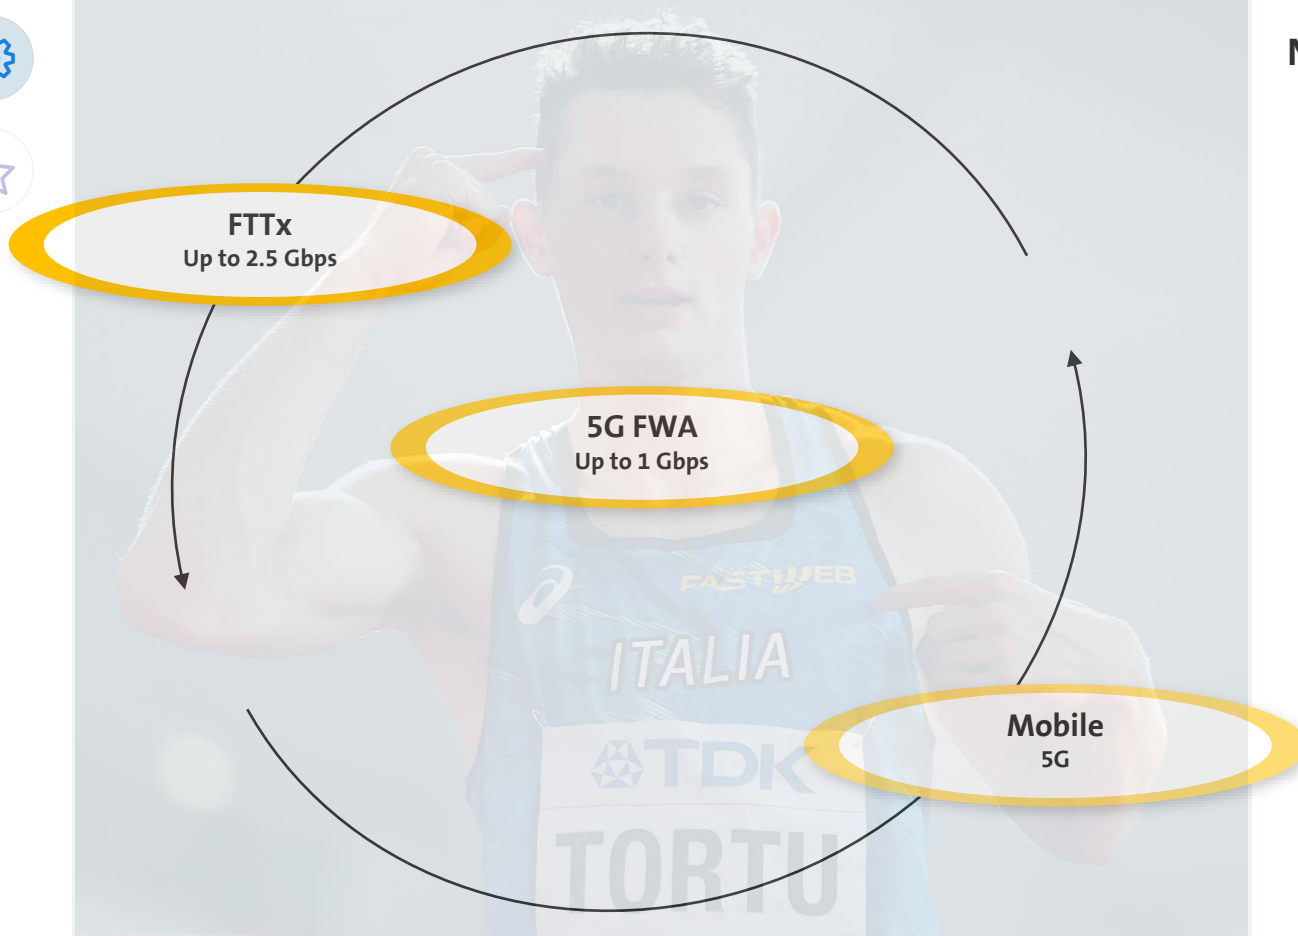 FTTx
Up to 2.5 Gbps
5G FWA
Up to 1 Gbps
FASTWEB
ITALIA
Mobile
5G
TDK
TORTU